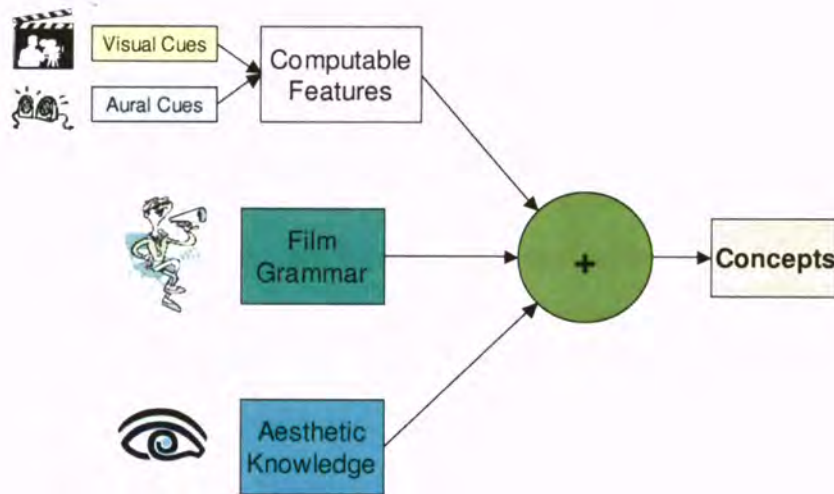 Visual Cues
Aural Cues
Computable
Features
Film
Grammar
+
Concepts
Aesthetic
Knowledge